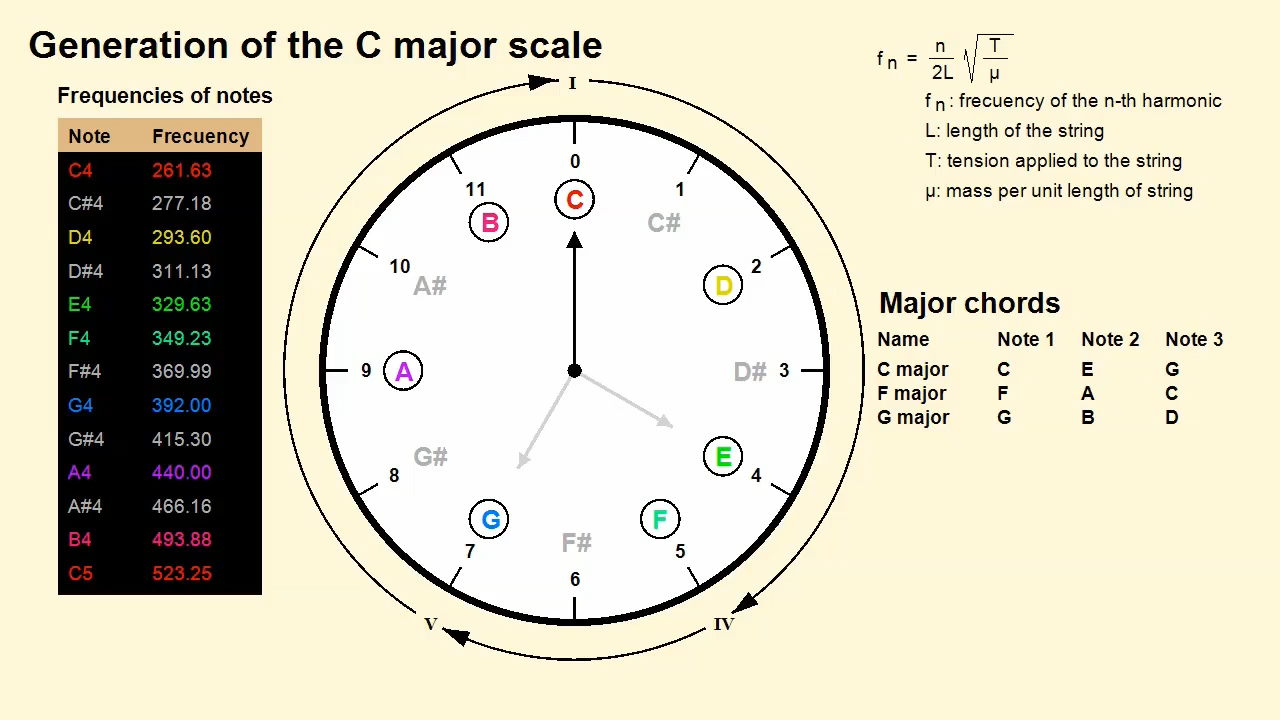 Generation of the C major scale
Frequencies of notes
Note Frecuency
C4 261.63
C#4 277.18
D4 293.60
D#4 311.13
E4 329.63
F4 349.23
F#4 369.99
G4 392.00
G#4 415.30
A4 440.00
A#4 466.16
B4 493.88
C5 523.25
I
0
11 1
B C C#
10 2
A# D
9 A D# 3
G# E
8 4
G F
F#
7 5
6
V IV
f n = n / 2L √ T / µ
f n : frecuency of the n-th harmonic
L: length of the string
T: tension applied to the string
µ: mass per unit length of string
Major chords
Name Note 1 Note 2 Note 3
C major C E G
F major F A C
G major G B D